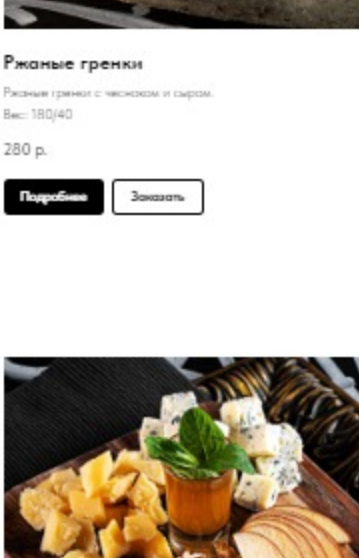 Ржаные гренки
Ржаные гренки с чесноком и сыром.
Вес: 180/40
280 р.
Подробнее
Заказать